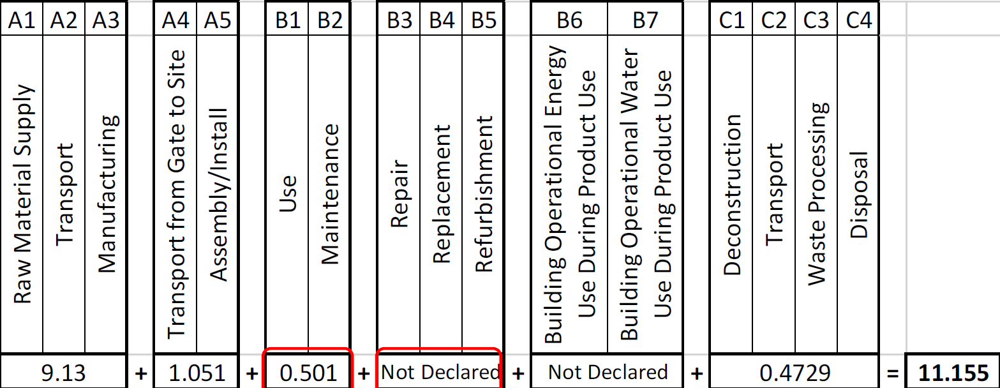 A1 A2 A3 A4 A5 B1 B2 B3 B4 B5 B6 B7 C1 C2 C3 C4
Raw Material Supply
Transport
Manufacturing
Transport from Gate to Site
Assembly/Install
Use
Maintenance
Repair
Replacement
Refurbishment
Building Operational Energy
Use During Product Use
Building Operational Water
Use During Product Use
Deconstruction
Transport
Waste Processing
Disposal
9.13 + 1.051 + 0.501 + Not Declared + Not Declared + 0.4729 = 11.155